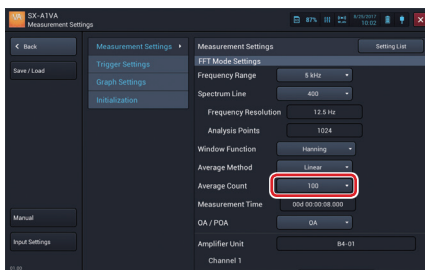 SX-A1VA
Measurement Settings
87%
8/25/2017
10:02
Back
Save / Load
Manual
Input Settings
Measurement Settings
Trigger Settings
Graph Settings
Initialization
Measurement Settings
Setting List
FFT Mode Settings
Frequency Range 5 kHz
Spectrum Line 400
Frequency Resolution 12.5 Hz
Analysis Points 1024
Window Function Hanning
Average Method Linear
Average Count 100
Measurement Time 00d 00:00:08.000
OA / POA OA
Amplifier Unit B4-01
Channel 1